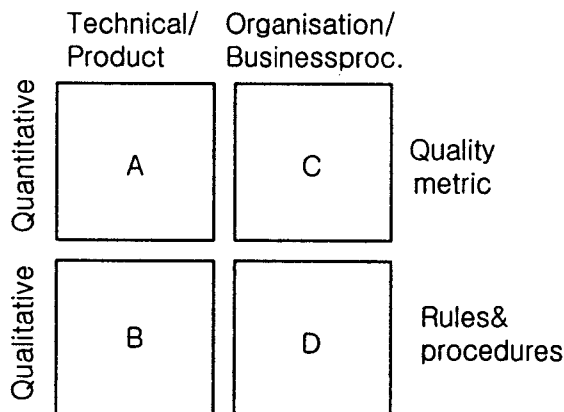 Technical/
Product
Organisation/
Businessproc.
Quantitative
A
C
Quality
metric
Qualitative
B
D
Rules&
procedures